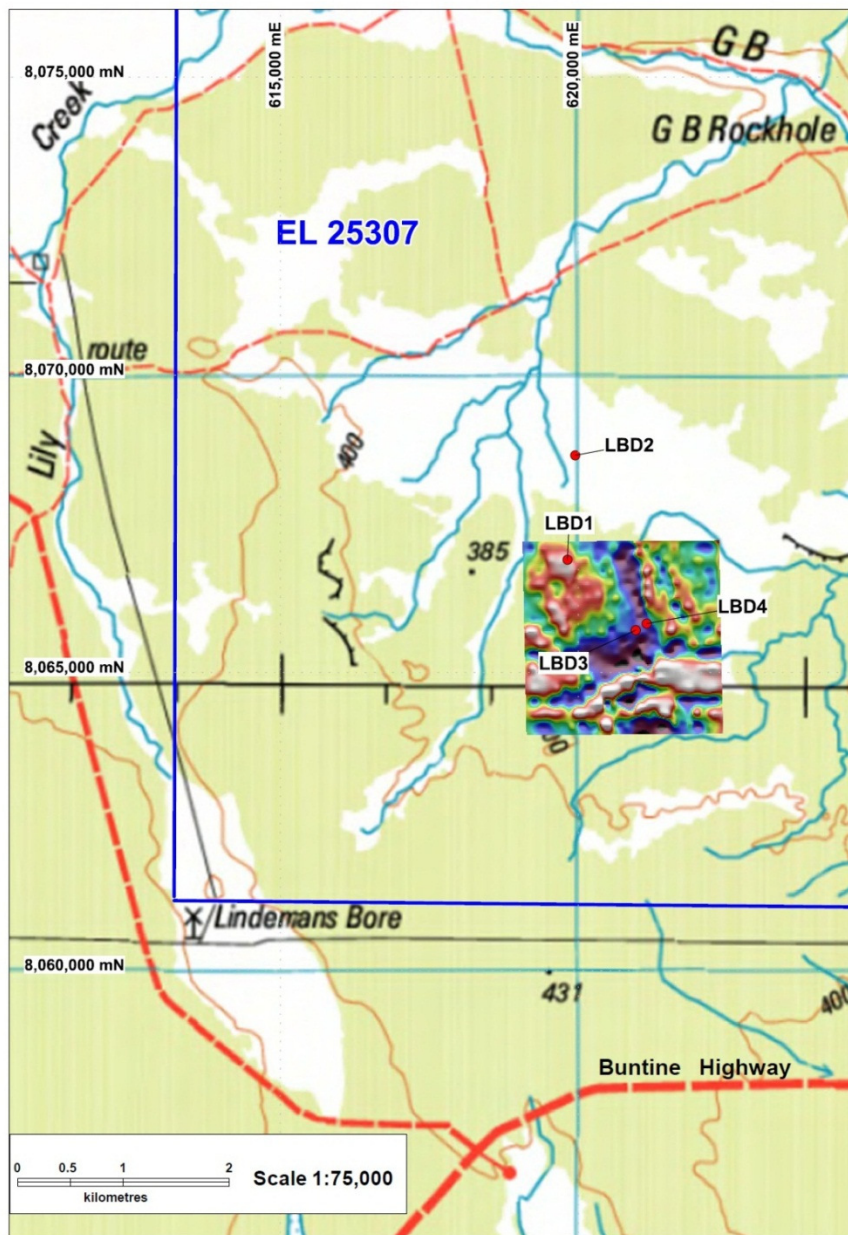 615,000 mE
620,000 mE
G B
8,075,000 mN
Creek
G B Rockhole
EL 25307
route
8,070,000 mN
Lily
400
LBD2
LBD1
385
LBD4
LBD3
8,065,000 mN
Lindemans Bore
8,060,000 mN
431
400
Buntine Highway
0 0.5 1 2
kilometres
Scale 1:75,000